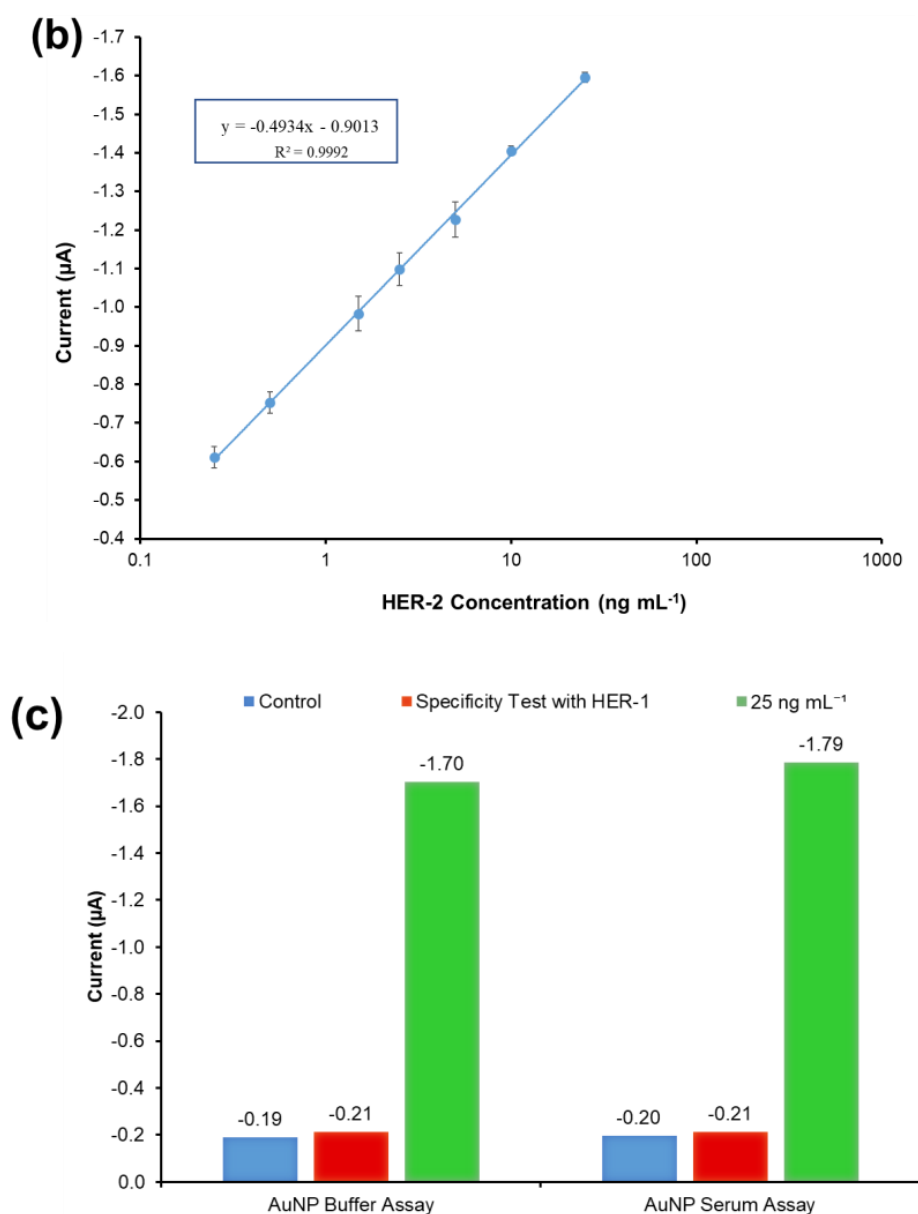 (b)
-1.7
-1.6
-1.5
-1.4
-1.3
-1.2
-1.1
-1.0
-0.9
-0.8
-0.7
-0.6
-0.5
-0.4
Current (µA)
y = -0.4934x - 0.9013
R² = 0.9992
0.1 1 10 100 1000
HER-2 Concentration (ng mL⁻¹)
(c)
Control Specificity Test with HER-1 25 ng mL⁻¹
-2.0
-1.8
-1.6
-1.4
-1.2
-1.0
-0.8
-0.6
-0.4
-0.2
0.0
Current (µA)
-0.19 -0.21 -1.70 -0.20 -0.21 -1.79
AuNP Buffer Assay AuNP Serum Assay